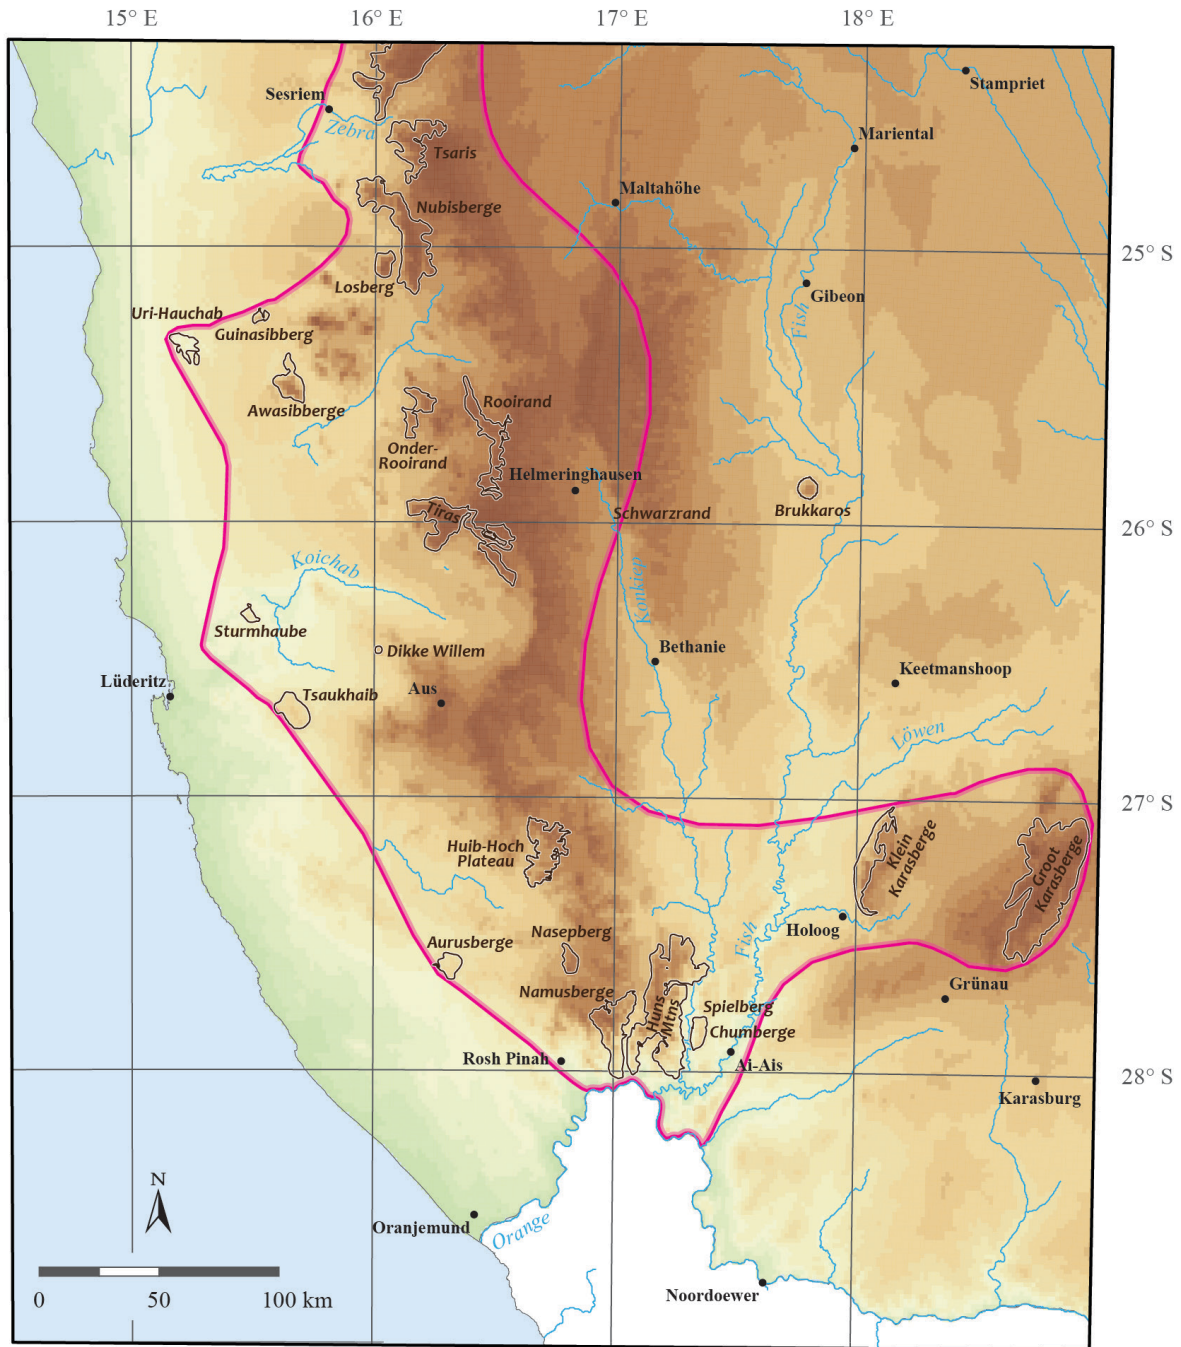 15° E
16° E
17° E
18° E
Stampriet
Sesriem
Zebra
Mariental
Tsaris
Maltahöhe
Nubisberge
25° S
Losberg
Gibeon
Uri-Hauchab
Guinasibberg
Fish
Awasibberge
Rooirand
Onder-
Rooirand
Helmeringhausen
Tiras
Schwarzrand
Brukkaros
26° S
Koichab
Konkiep
Sturmhaube
Dikke Willem
Bethanie
Keetmanshoop
Lüderitz
Tsaukhaib
Aus
Löwen
27° S
Huib-Hoch
Plateau
Klein
Karasberge
Groot
Karasberge
Holoog
Nasepberg
Aurusberge
Fish
Namusberge
Huns
Mtns
Spielberg
Chumberge
Grünau
Rosh Pinah
Ai-Ais
28° S
Karasburg
N
Oranjemund
Orange
Noordoewer
0
50
100 km